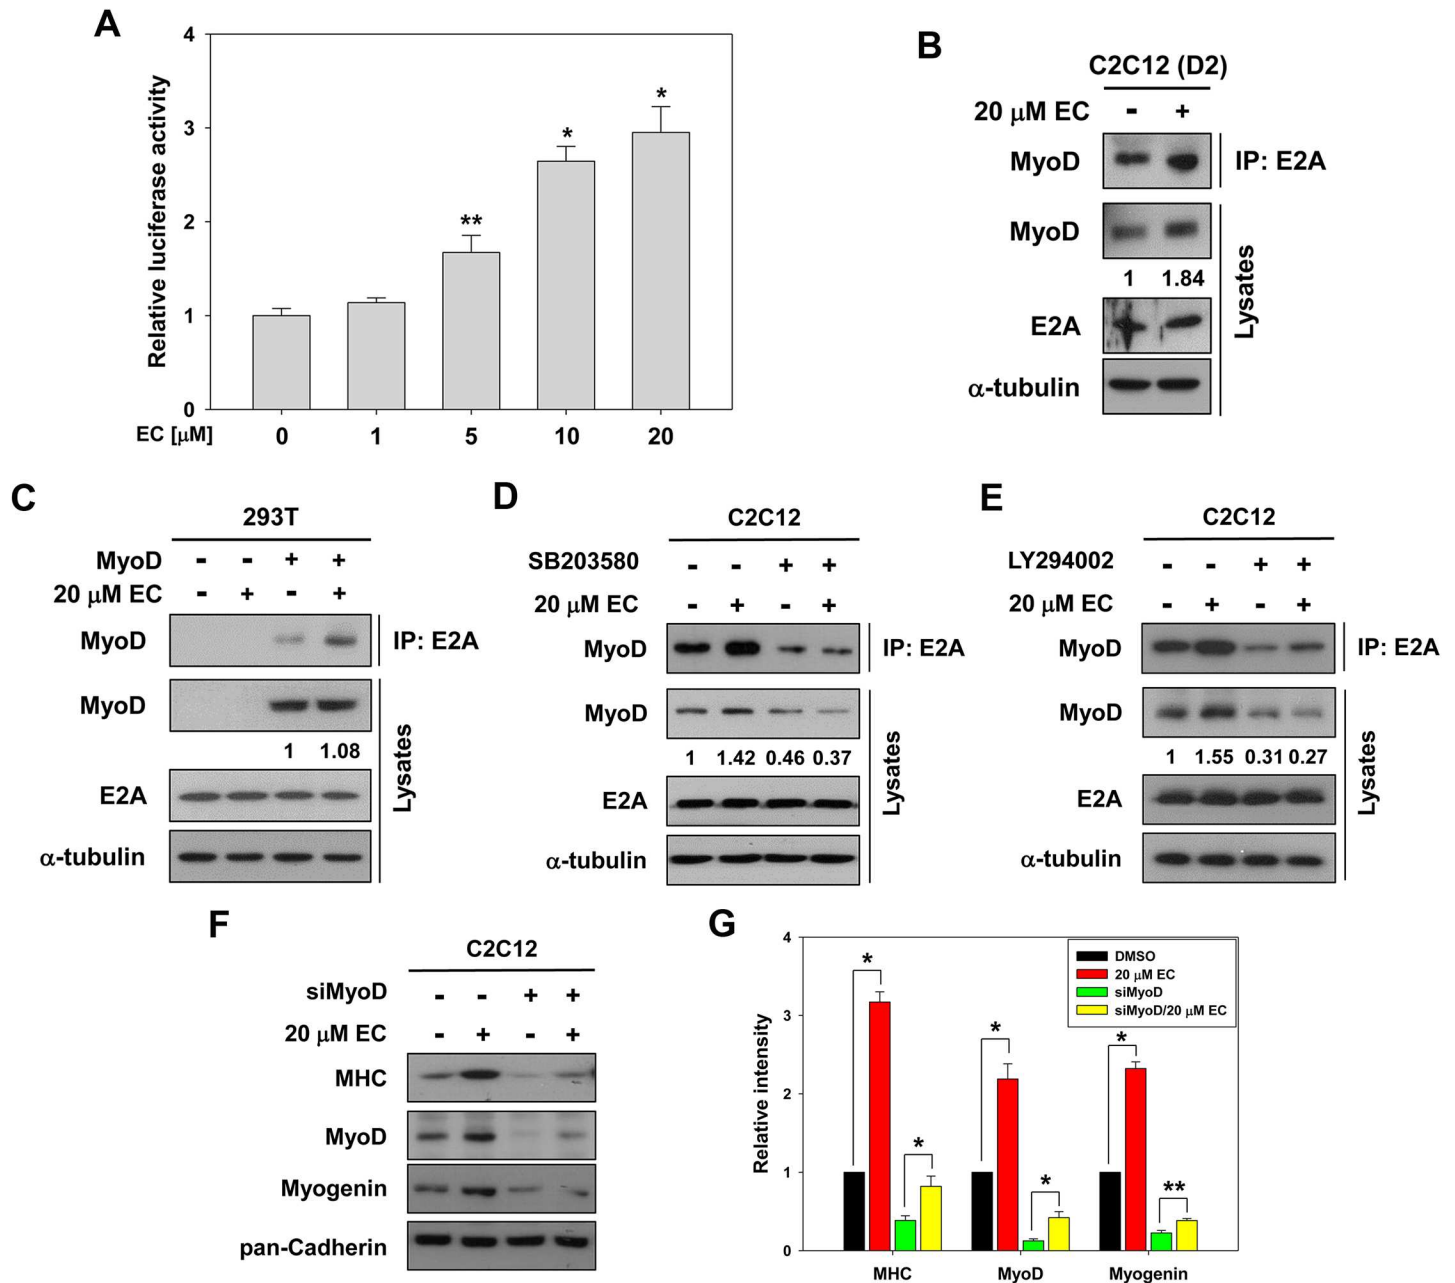 A
Relative luciferase activity
4
3
2
1
0
** * *
EC [μM] 0 1 5 10 20
B
C2C12 (D2)
20 μM EC - +
MyoD IP: E2A
MyoD
1 1.84
E2A
α-tubulin
Lysates
C
293T
MyoD - - + +
20 μM EC - + - +
MyoD IP: E2A
MyoD
1 1.08
E2A
α-tubulin
Lysates
D
C2C12
SB203580 - - + +
20 μM EC - + - +
MyoD IP: E2A
MyoD
1 1.42 0.46 0.37
E2A
α-tubulin
Lysates
E
C2C12
LY294002 - - + +
20 μM EC - + - +
MyoD IP: E2A
MyoD
1 1.55 0.31 0.27
E2A
α-tubulin
Lysates
F
C2C12
siMyoD - - + +
20 μM EC - + - +
MHC
MyoD
Myogenin
pan-Cadherin
G
Relative intensity
4
3
2
1
0
DMSO
20 μM EC
siMyoD
siMyoD/20 μM EC
* * *
* * **
MHC MyoD Myogenin